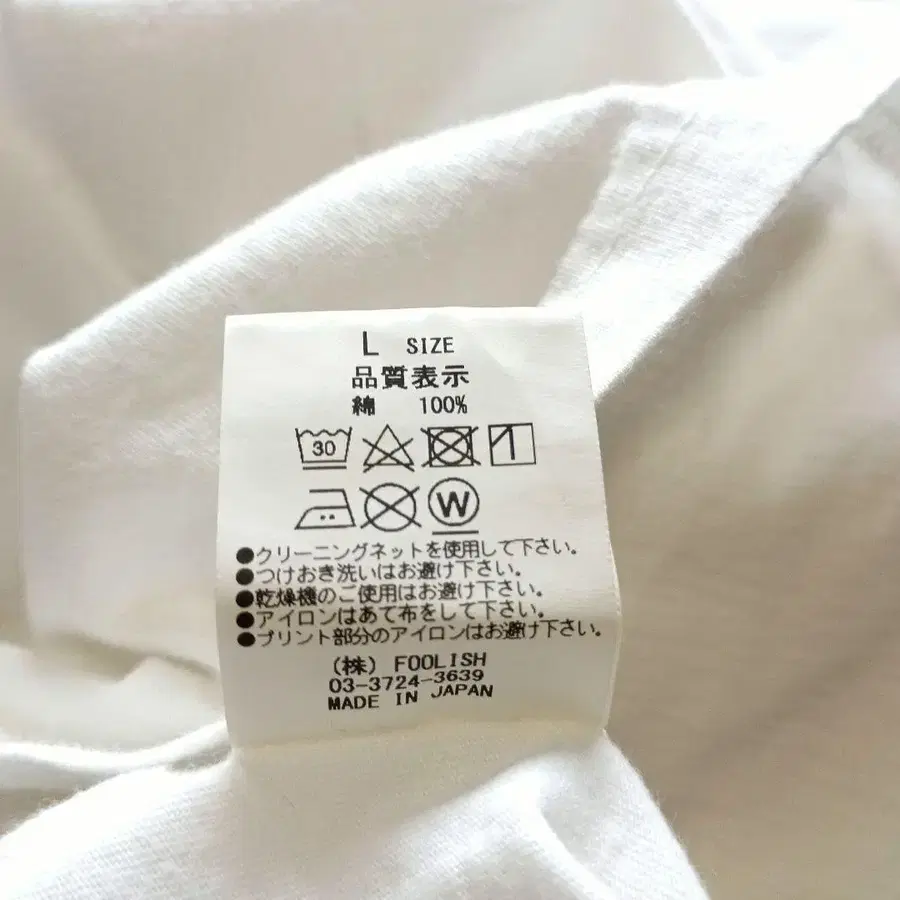 L SIZE
品質表示
綿 100%
30
W
●クリーニングネットを使用して下さい。
●つけおき洗いはお避け下さい。
●乾燥機のご使用はお避け下さい。
●アイロンはあて布をして下さい。
●プリント部分のアイロンはお避け下さい。
(株) FOOLISH
03-3724-3639
MADE IN JAPAN